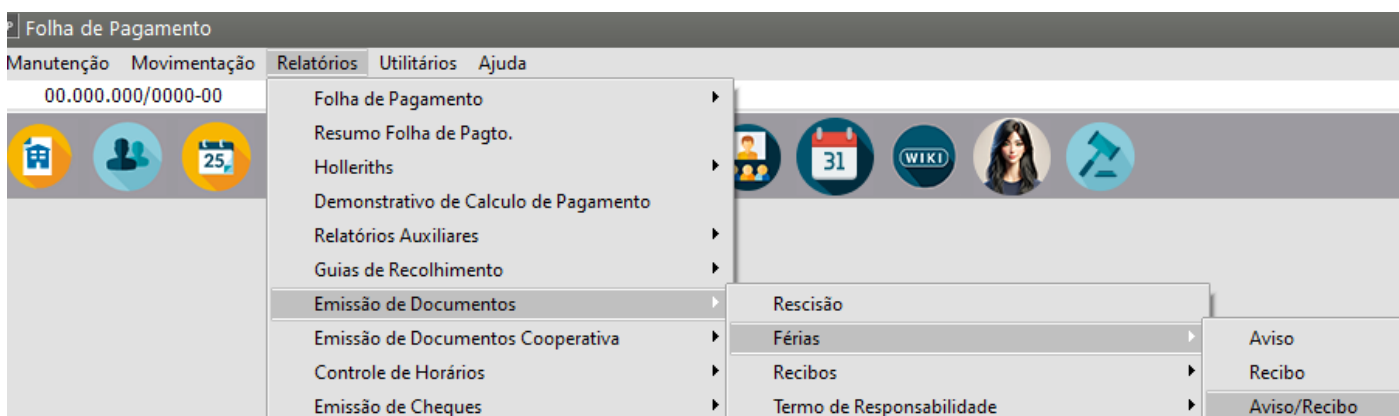 Folha de Pagamento
Manutenção Movimentação Relatórios Utilitários Ajuda
00.000.000/0000-00
25
31
WIKI
Folha de Pagamento
Resumo Folha de Pagto.
Holleriths
Demonstrativo de Calculo de Pagamento
Relatórios Auxiliares
Guias de Recolhimento
Emissão de Documentos
Emissão de Documentos Cooperativa
Controle de Horários
Emissão de Cheques
Rescisão
Férias
Recibos
Termo de Responsabilidade
Aviso
Recibo
Aviso/Recibo